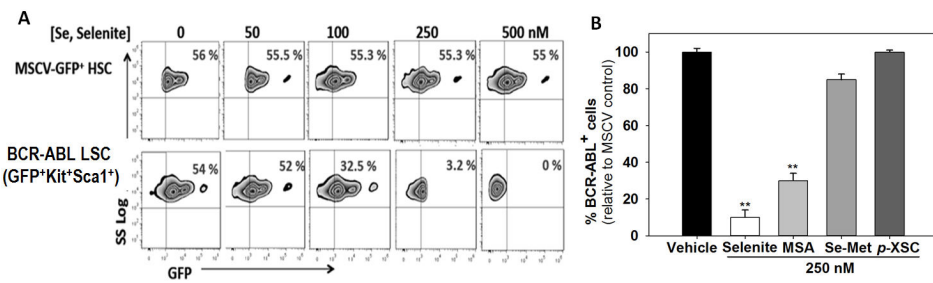 A
[Se, Selenite] 0 50 100 250 500 nM
MSCV-GFP+ HSC
56 % 55.5 % 55.3 % 55.3 % 55 %
BCR-ABL LSC
(GFP+Kit+Sca1+)
54 % 52 % 32.5 % 3.2 % 0 %
SS Log
GFP
B
% BCR-ABL+ cells
(relative to MSCV control)
100
80
60
40
20
0
**
**
Vehicle Selenite MSA Se-Met p-XSC
250 nM